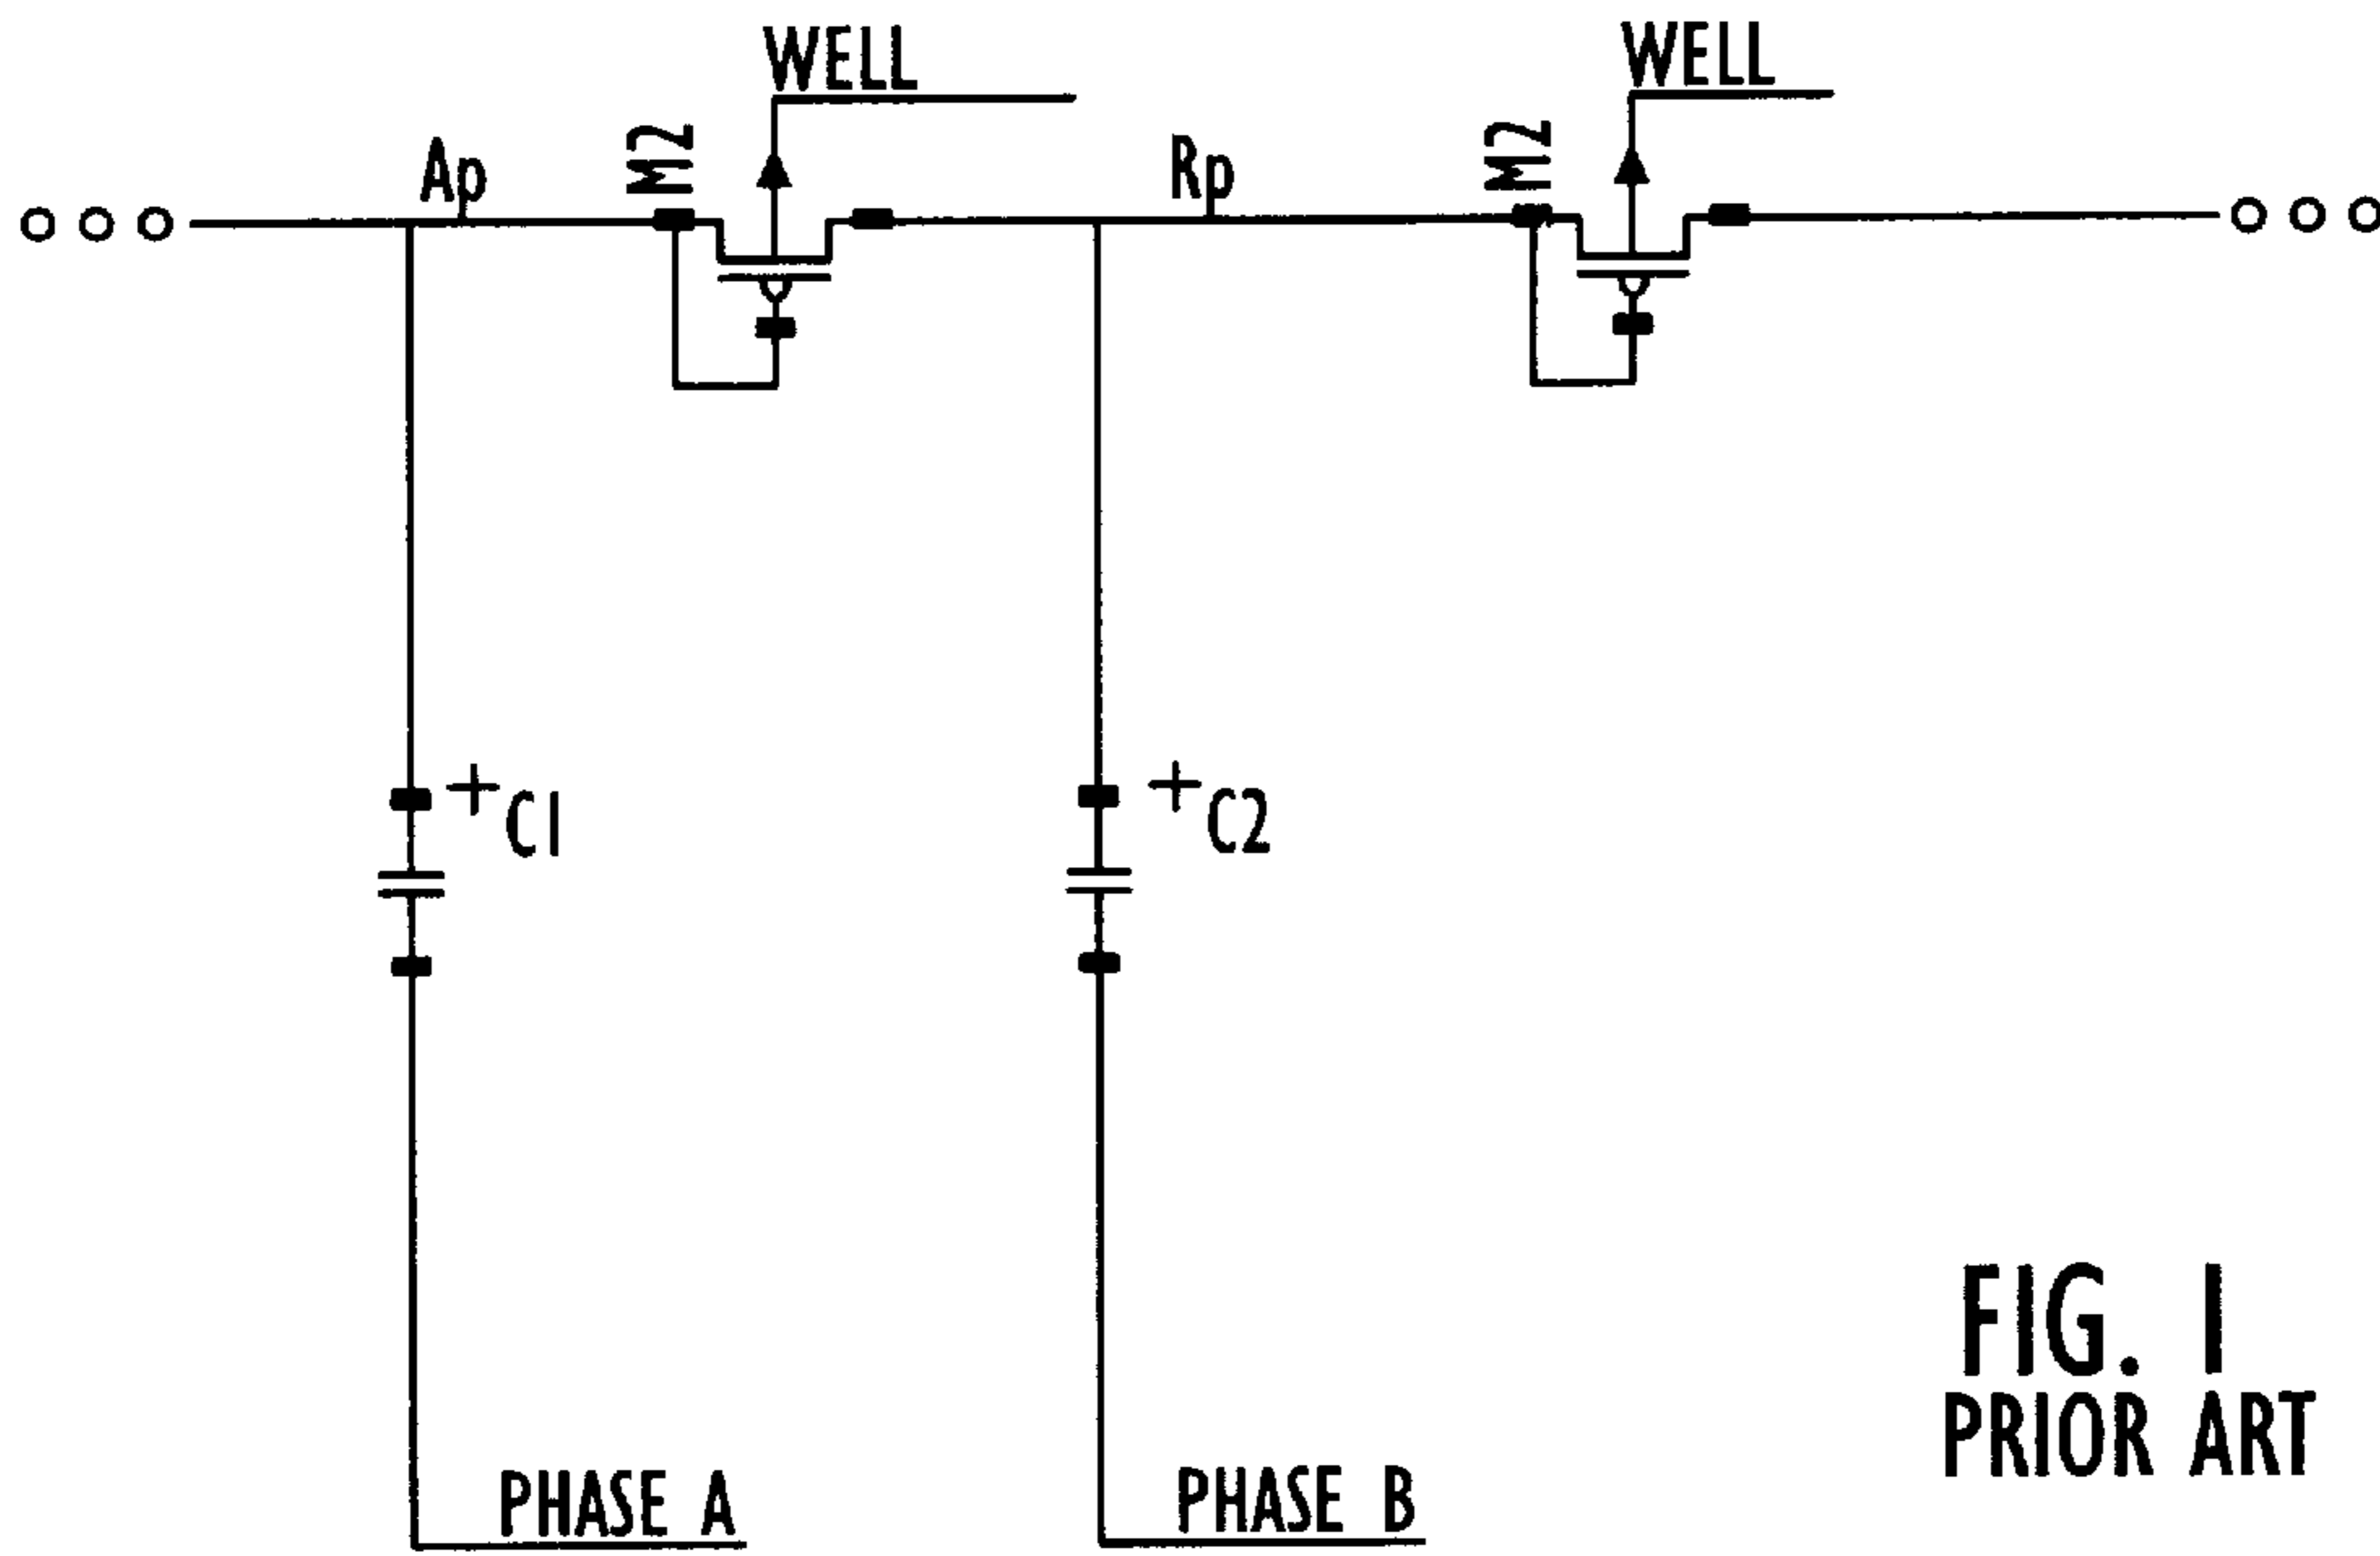 WELL
WELL
Ap
M2
Rp
M2
+C1
+C2
PHASE A
PHASE B
FIG. 1
PRIOR ART